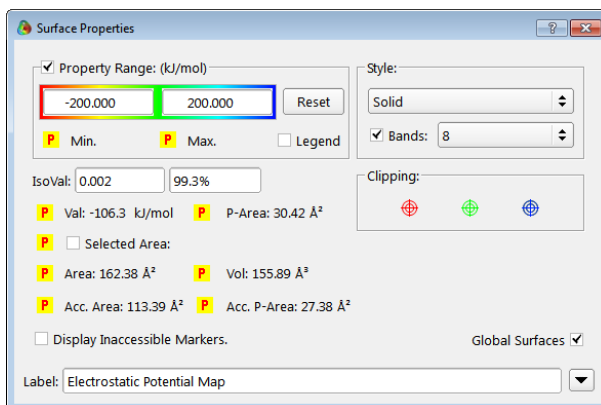 Surface Properties
Property Range: (kJ/mol)
-200.000 200.000 Reset
P Min. P Max. Legend
Style:
Solid
Bands: 8
IsoVal: 0.002 99.3%
Clipping:
P Val: -106.3 kJ/mol P P-Area: 30.42 Å²
P Selected Area:
P Area: 162.38 Å² P Vol: 155.89 Å³
P Acc. Area: 113.39 Å² P Acc. P-Area: 27.38 Å²
Display Inaccessible Markers. Global Surfaces
Label: Electrostatic Potential Map